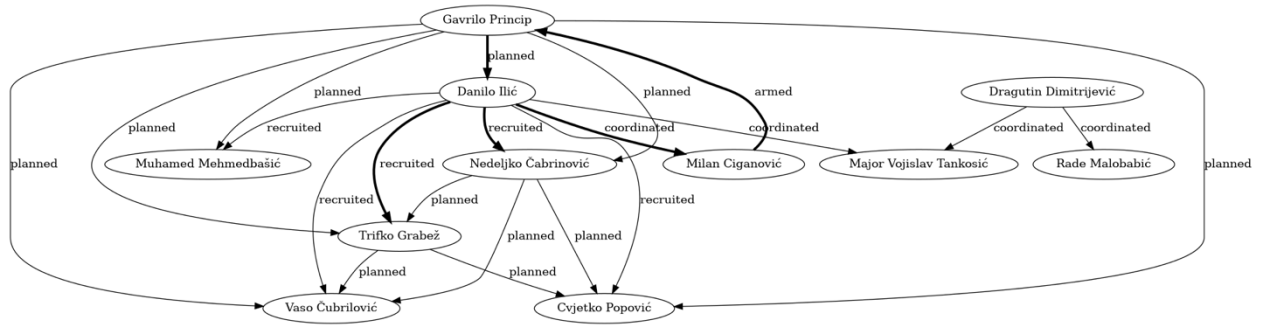 Gavrilo Princip
planned
armed
Danilo Ilić
Dragutin Dimitrijević
planned
planned
planned
recruited
recruited
coordinated
coordinated
coordinated
coordinated
planned
recruited
planned
Muhamed Mehmedbašić
Nedeljko Čabrinović
Milan Ciganović
Major Vojislav Tankosić
Rade Malobabić
planned
recruited
planned
recruited
Trifko Grabež
planned
planned
planned
planned
Vaso Čubrilović
Cvjetko Popović